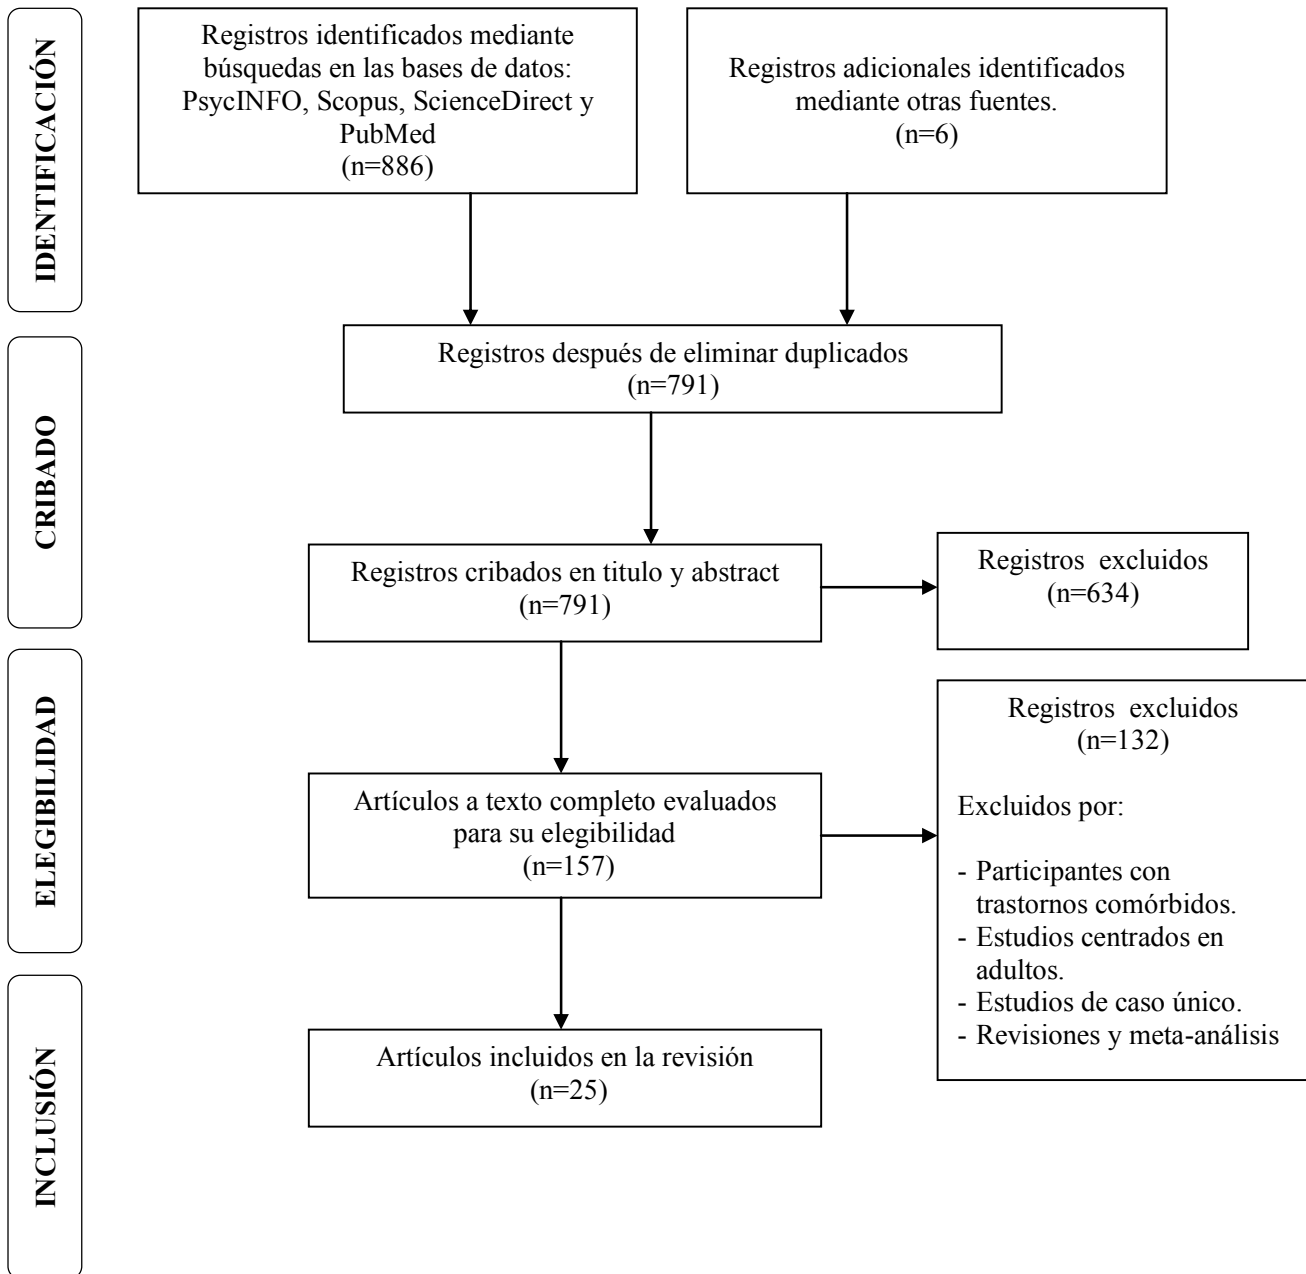 IDENTIFICACIÓN
Registros identificados mediante
búsquedas en las bases de datos:
PsycINFO, Scopus, ScienceDirect y
PubMed
(n=886)
Registros adicionales identificados
mediante otras fuentes.
(n=6)
CRIBADO
Registros después de eliminar duplicados
(n=791)
Registros cribados en titulo y abstract
(n=791)
Registros excluidos
(n=634)
ELEGIBILIDAD
Artículos a texto completo evaluados
para su elegibilidad
(n=157)
Registros excluidos
(n=132)
Excluidos por:
- Participantes con
trastornos comórbidos.
- Estudios centrados en
adultos.
- Estudios de caso único.
- Revisiones y meta-análisis
INCLUSIÓN
Artículos incluidos en la revisión
(n=25)